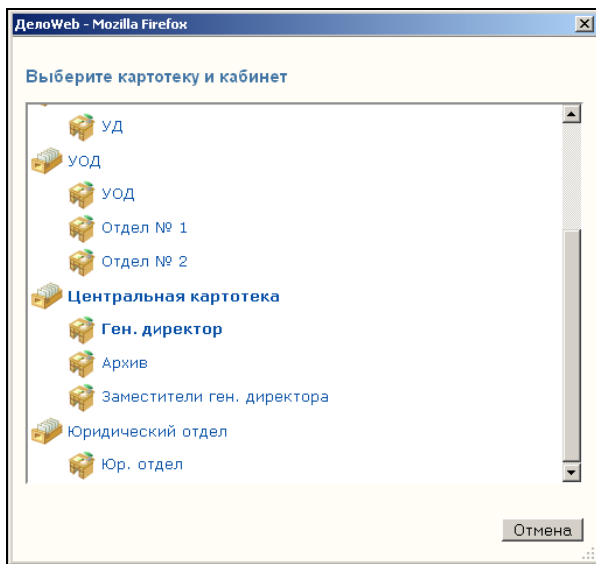 ДелоWeb - Mozilla Firefox
Выберите картотеку и кабинет
УД
УОД
УОД
Отдел № 1
Отдел № 2
Центральная картотека
Ген. директор
Архив
Заместители ген. директора
Юридический отдел
Юр. отдел
Отмена